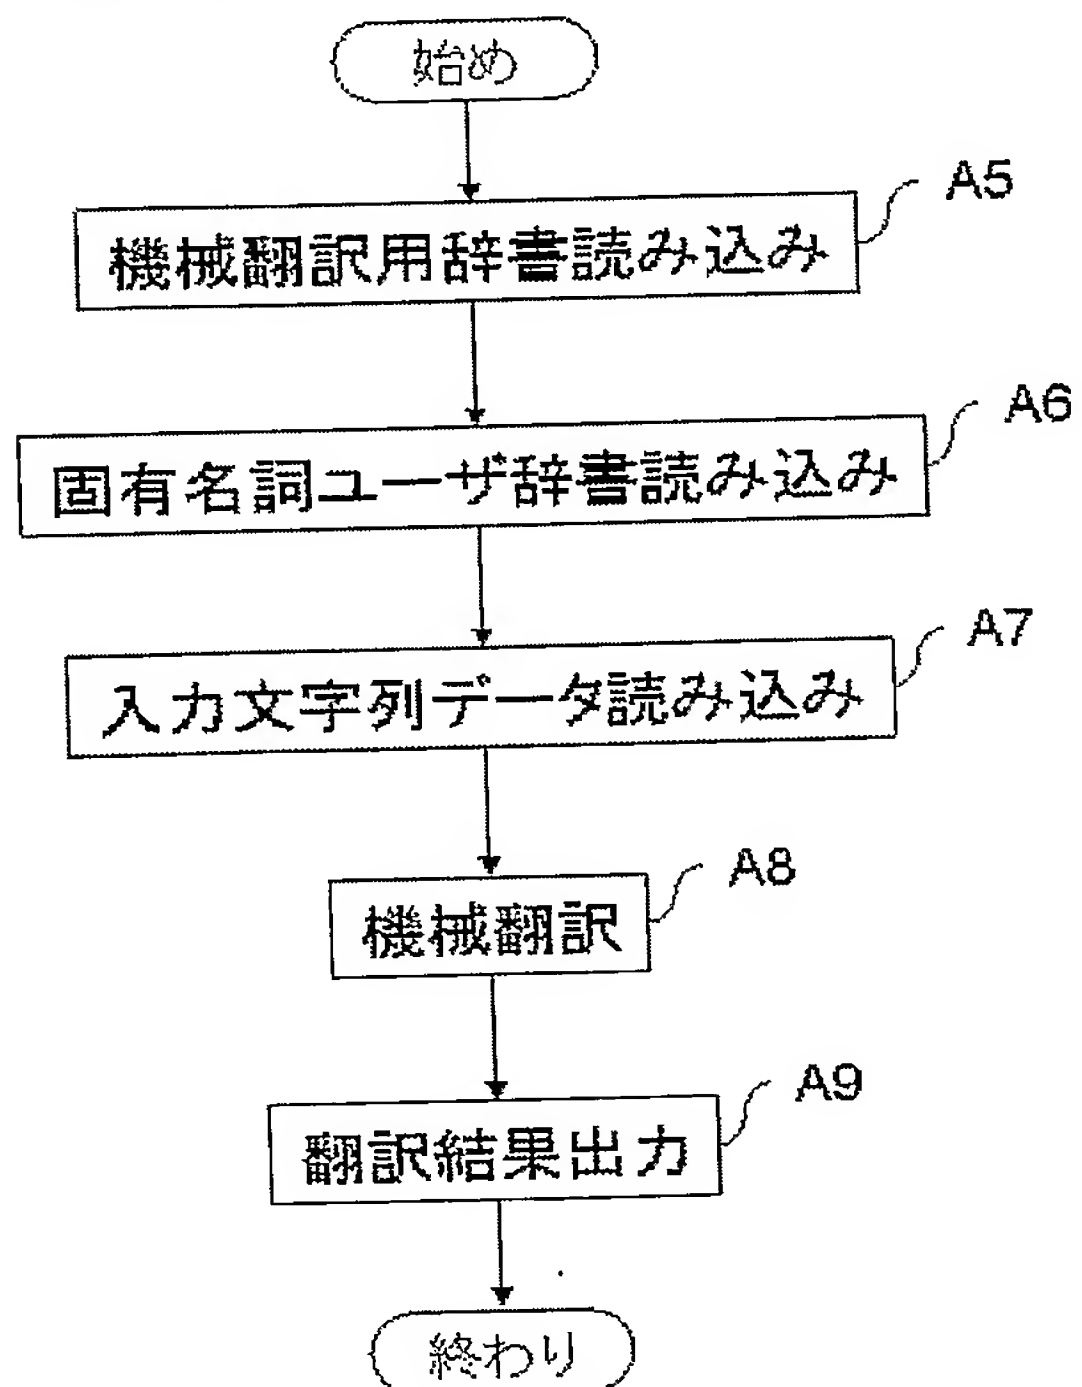 始め
A5
機械翻訳用辞書読み込み
A6
固有名詞ユーザ辞書読み込み
A7
入力文字列データ読み込み
A8
機械翻訳
A9
翻訳結果出力
終わり